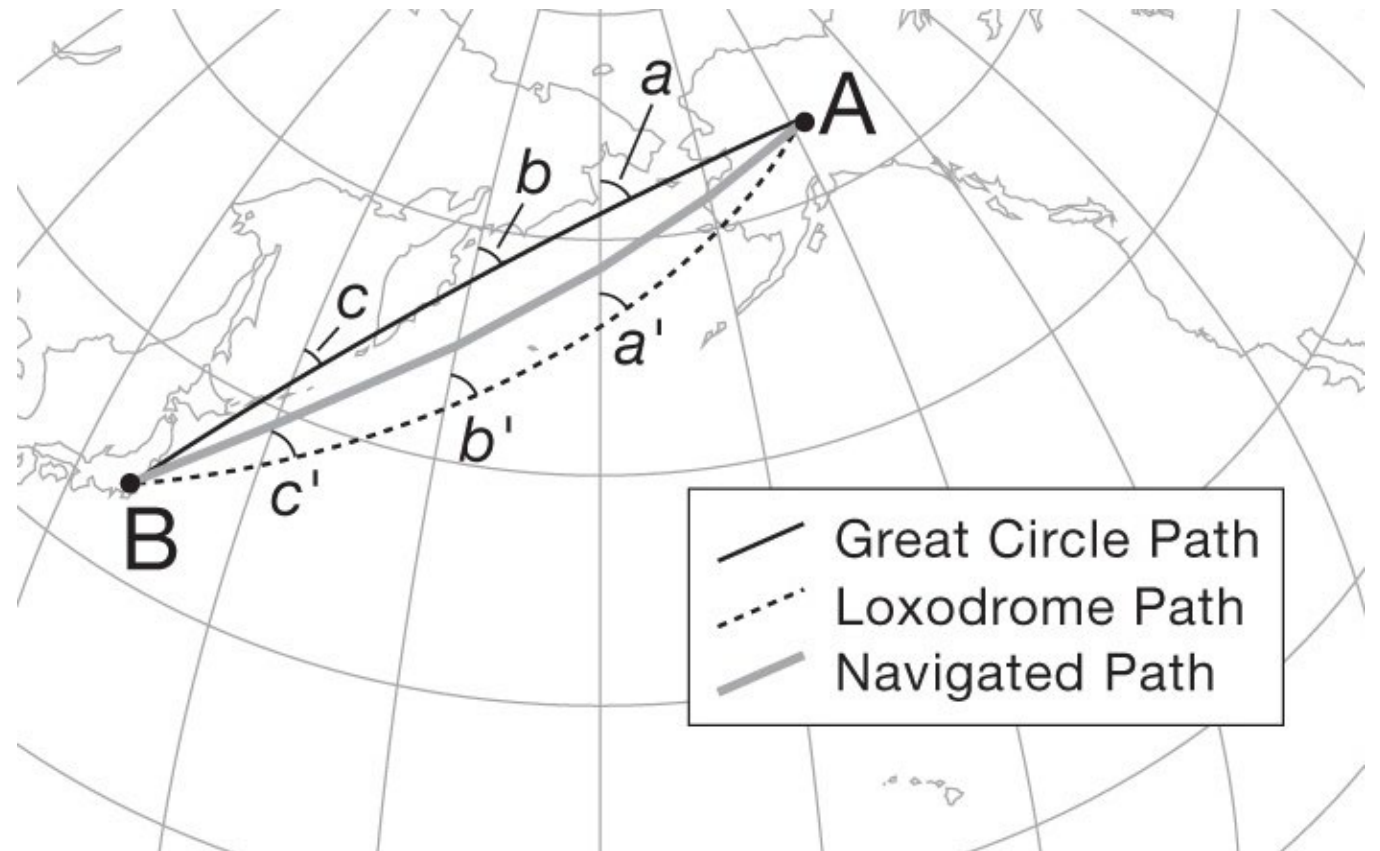 a
A
b
c
a'
b'
c'
B
Great Circle Path
Loxodrome Path
Navigated Path